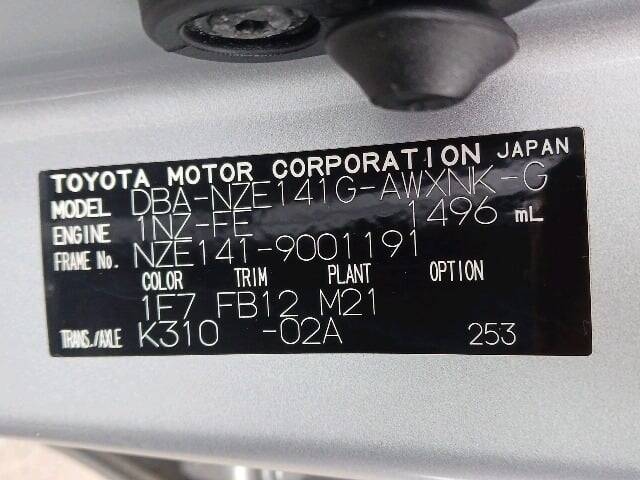 TOYOTA MOTOR CORPORATION JAPAN
MODEL DBA-NZE141G-AWXNK-G
ENGINE 1NZ-FE 1496 mL
FRAME No. NZE141-9001191
COLOR TRIM PLANT OPTION
1F7 FB12 M21
TRANS./AXLE K310 -02A 253